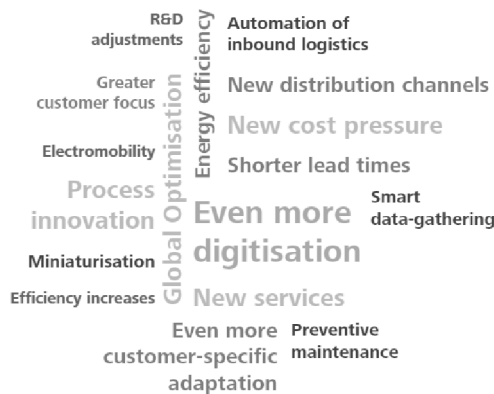 R&D
adjustments
Energy efficiency
Automation of
inbound logistics
Greater
customer focus
Global Optimisation
New distribution channels
New cost pressure
Electromobility
Shorter lead times
Process
innovation
Even more
digitisation
Smart
data-gathering
Miniaturisation
Efficiency increases
New services
Even more
customer-specific
adaptation
Preventive
maintenance